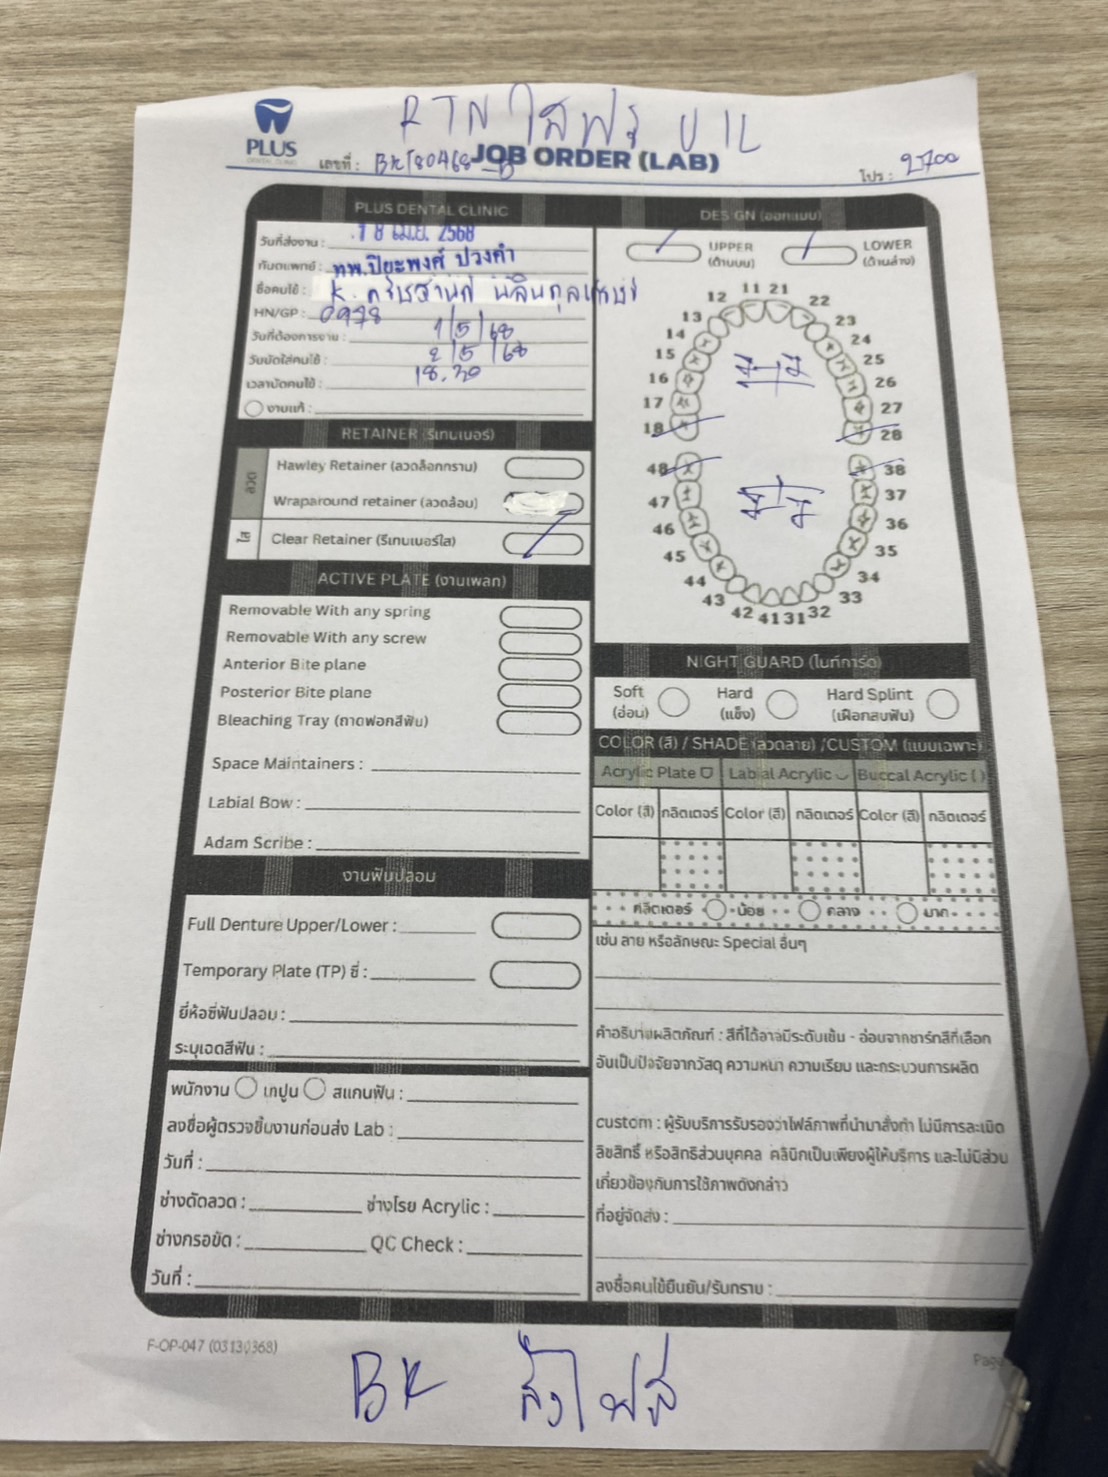 RTN ใสฟรี U/L
PLUS
DENTAL CLINIC
เลขที่ : BKT80468_B
JOB ORDER (LAB)
โปร : 2700
PLUS DENTAL CLINIC
วันที่ส่งงาน : 18 เม.ย. 2568
ทันตแพทย์ : ทพ.ปิยะพงศ์ ปวงคำ
ชื่อคนไข้ : K.
HN/GP : 0978
วันที่ต้องการงาน : 1/5/68
วันนัดใส่คนไข้ : 2/5/68
เวลานัดคนไข้ : 18.30
งานแก้ :
RETAINER (รีเทนเนอร์)
ลวด
Hawley Retainer (ลวดล็อกกราม)
Wraparound retainer (ลวดล้อม)
ใส
Clear Retainer (รีเทนเนอร์ใส)
ACTIVE PLATE (งานเพลท)
Removable With any spring
Removable With any screw
Anterior Bite plane
Posterior Bite plane
Bleaching Tray (ถาดฟอกสีฟัน)
Space Maintainers :
Labial Bow :
Adam Scribe :
งานฟันปลอม
Full Denture Upper/Lower :
Temporary Plate (TP) ซี่ :
ยี่ห้อซี่ฟันปลอม :
ระบุเฉดสีฟัน :
พนักงาน เทปูน สแกนฟัน :
ลงชื่อผู้ตรวจชิ้นงานก่อนส่ง Lab :
วันที่ :
ช่างดัดลวด : ช่างโรย Acrylic :
ช่างกรอขัด : QC Check :
วันที่ :
DESIGN (ออกแบบ)
UPPER (ด้านบน)
LOWER (ด้านล่าง)
11 21
12 22
13 23
14 24
15 25
16 26
17 27
18 28
48 38
47 37
46 36
45 35
44 34
43 33
42 41 31 32
NIGHT GUARD (ไนท์การ์ด)
Soft (อ่อน)
Hard (แข็ง)
Hard Splint (เฝือกสบฟัน)
COLOR (สี) / SHADE (ลวดลาย) /CUSTOM (แบบเฉพาะ)
Acrylic Plate Labial Acrylic Buccal Acrylic ( )
Color (สี) กลิตเตอร์ Color (สี) กลิตเตอร์ Color (สี) กลิตเตอร์
กลิตเตอร์ น้อย กลาง มาก
เช่น ลาย หรือลักษณะ Special อื่นๆ
คำอธิบายผลิตภัณฑ์ : สีที่ได้อาจมีระดับเข้ม - อ่อนจากชาร์ทสีที่เลือก
อันเป็นปัจจัยจากวัสดุ ความหนา ความเรียบ และกระบวนการผลิต
custom : ผู้รับบริการรับรองว่าไฟล์ภาพที่นำมาสั่งทำ ไม่มีการละเมิด
ลิขสิทธิ์ หรือสิทธิส่วนบุคคล คลินิกเป็นเพียงผู้ให้บริการ และไม่มีส่วน
เกี่ยวข้องกับการใช้ภาพดังกล่าว
ที่อยู่จัดส่ง :
ลงชื่อคนไข้ยืนยัน/รับทราบ :
F-OP-047 (03130368)
Page
BK ส่งไฟล์